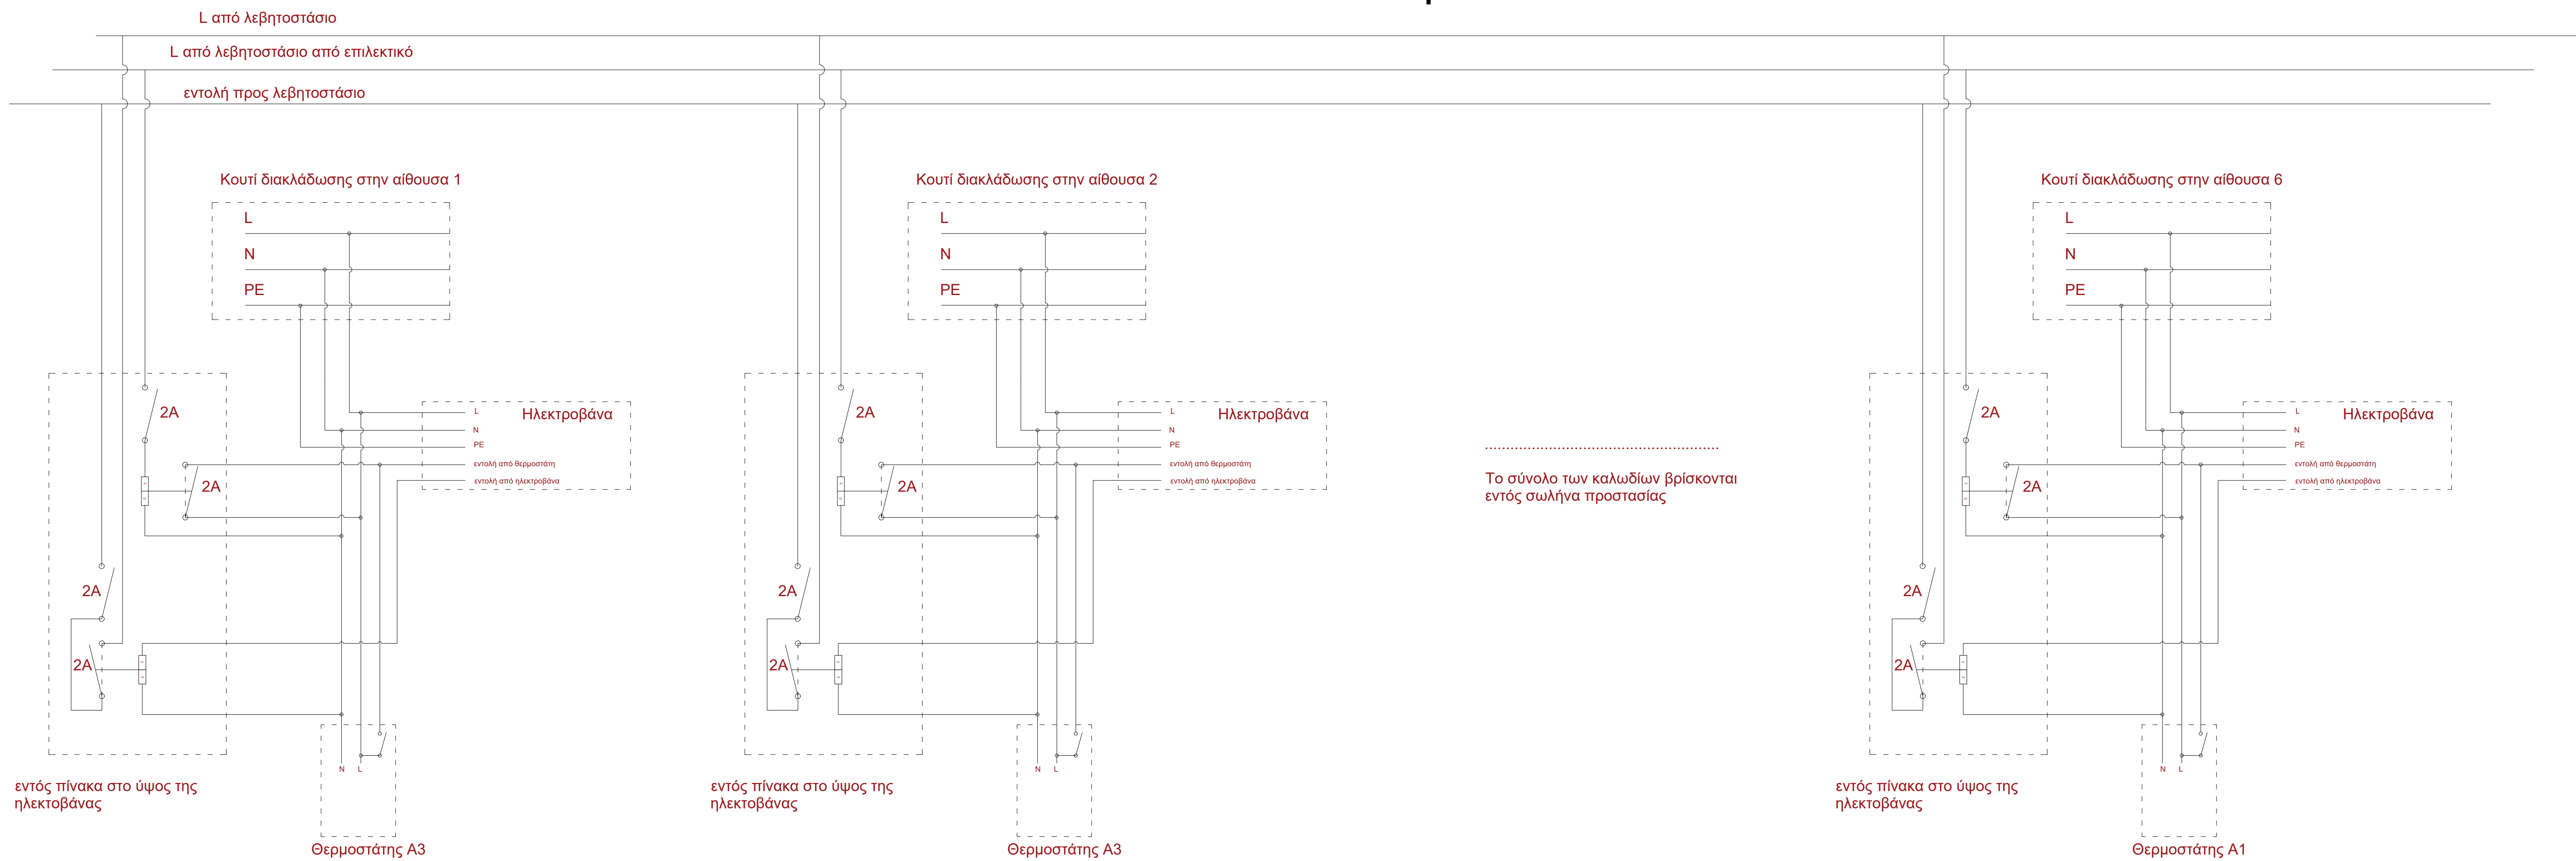 L από λεβητοστάσιο
L από λεβητοστάσιο από επιλεκτικό
εντολή προς λεβητοστάσιο
Κουτί διακλάδωσης στην αίθουσα 1
L
N
PE
2A
2A
2A
2A
L
N
PE
εντολή από θερμοστάτη
εντολή από ηλεκτροβάνα
Ηλεκτροβάνα
N L
εντός πίνακα στο ύψος της
ηλεκτοβάνας
Θερμοστάτης A3
Κουτί διακλάδωσης στην αίθουσα 2
L
N
PE
2A
2A
2A
2A
L
N
PE
εντολή από θερμοστάτη
εντολή από ηλεκτροβάνα
Ηλεκτροβάνα
N L
εντός πίνακα στο ύψος της
ηλεκτοβάνας
Θερμοστάτης A3
Το σύνολο των καλωδίων βρίσκονται
εντός σωλήνα προστασίας
Κουτί διακλάδωσης στην αίθουσα 6
L
N
PE
2A
2A
2A
2A
L
N
PE
εντολή από θερμοστάτη
εντολή από ηλεκτροβάνα
Ηλεκτροβάνα
N L
εντός πίνακα στο ύψος της
ηλεκτοβάνας
Θερμοστάτης A1